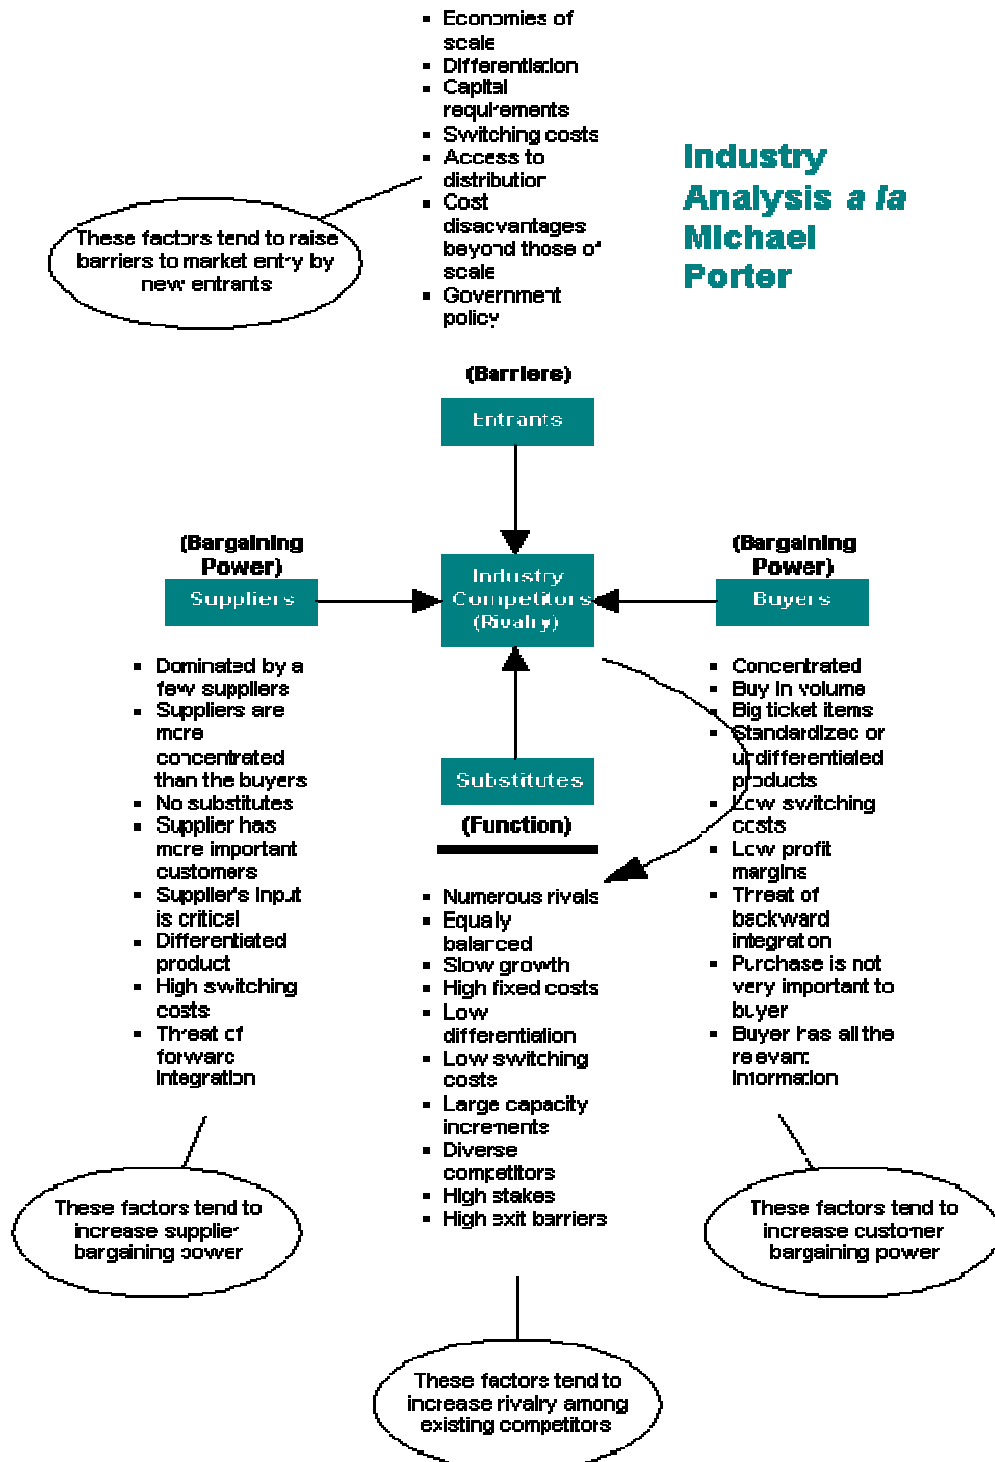 ▪ Economies of
scale
▪ Differentiation
▪ Capital
requirements
▪ Switching costs
▪ Access to
distribution
▪ Cost
disacvantages
beyond those of
scale
▪ Government
policy
Industry
Analysis a la
Michael
Porter
These factors tend to raise
barriers to market entry by
new entrants
(Barriers)
Entrants
(Bargaining
Power)
Suppliers
Industry
Competitors
(Rivalry)
(Bargaining
Power)
Buyers
▪ Dominated by a
few suppliers
▪ Suppliers are
more
concentrated
than the buyers
▪ No substitutes
▪ Supplier has
more important
customers
▪ Supplier's input
is critical
▪ Differentiated
product
▪ High switching
costs
▪ Threat of
forward
integration
Substitutes
(Function)
▪ Numerous rivals
▪ Equally
balanced
▪ Slow growth
▪ High fixed costs
▪ Low
differentiation
▪ Low switching
costs
▪ Large capacity
increments
▪ Diverse
competitors
▪ High stakes
▪ High exit barriers
▪ Concentrated
▪ Buy in volume
▪ Big ticket items
▪ Standardized or
undifferentiated
products
▪ Low switching
costs
▪ Low profit
margins
▪ Threat of
backward
integration
▪ Purchase is not
very important to
buyer
▪ Buyer has all the
relevant
information
These factors tend to
increase supplier
bargaining power
These factors tend to
increase customer
bargaining power
These factors tend to
increase rivalry among
existing competitors